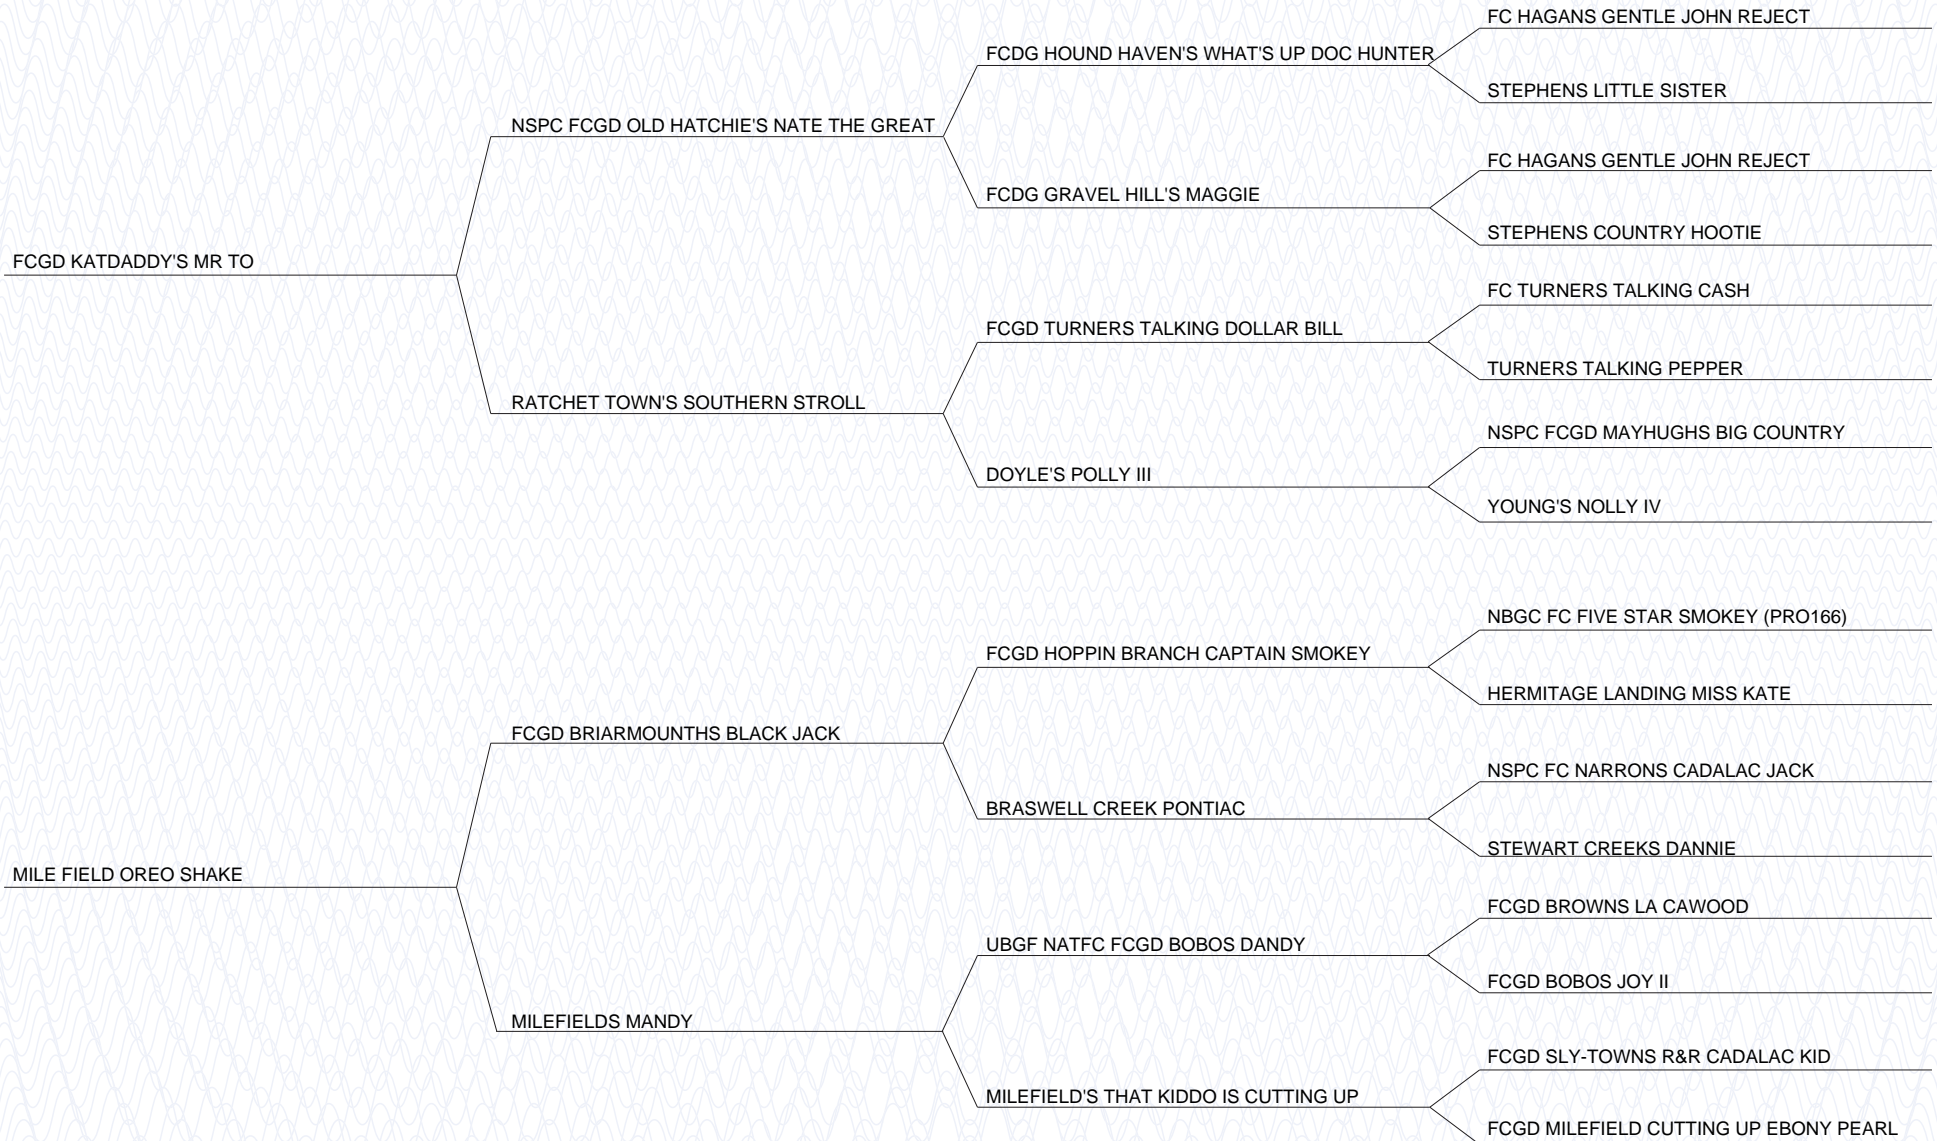 FC HAGANS GENTLE JOHN REJECT
FCDG HOUND HAVEN'S WHAT'S UP DOC HUNTER
STEPHENS LITTLE SISTER
NSPC FCGD OLD HATCHIE'S NATE THE GREAT
FC HAGANS GENTLE JOHN REJECT
FCDG GRAVEL HILL'S MAGGIE
STEPHENS COUNTRY HOOTIE
FCGD KATDADDY'S MR TO
FC TURNERS TALKING CASH
FCGD TURNERS TALKING DOLLAR BILL
TURNERS TALKING PEPPER
RATCHET TOWN'S SOUTHERN STROLL
NSPC FCGD MAYHUGHS BIG COUNTRY
DOYLE'S POLLY III
YOUNG'S NOLLY IV
NBGC FC FIVE STAR SMOKEY (PRO166)
FCGD HOPPIN BRANCH CAPTAIN SMOKEY
HERMITAGE LANDING MISS KATE
FCGD BRIARMOUNTHS BLACK JACK
NSPC FC NARRONS CADALAC JACK
BRASWELL CREEK PONTIAC
STEWART CREEKS DANNIE
MILE FIELD OREO SHAKE
FCGD BROWNS LA CAWOOD
UBGF NATFC FCGD BOBOS DANDY
FCGD BOBOS JOY II
MILEFIELDS MANDY
FCGD SLY-TOWNS R&R CADALAC KID
MILEFIELD'S THAT KIDDO IS CUTTING UP
FCGD MILEFIELD CUTTING UP EBONY PEARL